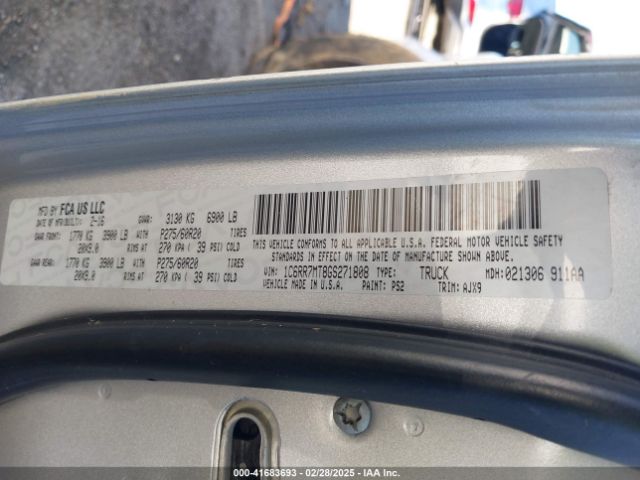 MFD BY FCA US LLC
DATE OF MFR/BUILT: 2-16 GVWR: 3130 KG 6900 LB
GAWR FRONT: 1770 KG 3900 LB WITH P275/60R20 TIRES
20X9.0 RIMS AT 270 KPA ( 39 PSI) COLD
GAWR REAR: 1770 KG 3900 LB WITH P275/60R20 TIRES
20X9.0 RIMS AT 270 KPA ( 39 PSI) COLD
THIS VEHICLE CONFORMS TO ALL APPLICABLE U.S.A. FEDERAL MOTOR VEHICLE SAFETY
STANDARDS IN EFFECT ON THE DATE OF MANUFACTURE SHOWN ABOVE.
VIN: 1C6RR7MT8GS271808 TYPE: TRUCK MDH: 021306 911AA
VEHICLE MADE IN U.S.A. PAINT: PS2 TRIM: AJX9
000-41683693 - 02/28/2025 - IAA Inc.